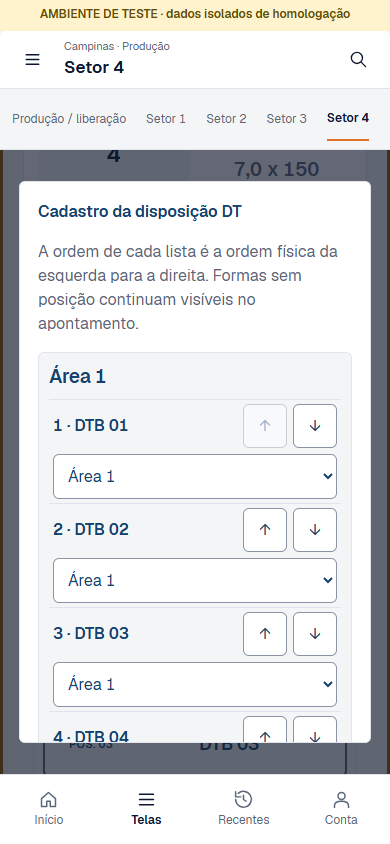 AMBIENTE DE TESTE · dados isolados de homologação
Campinas · Produção
Setor 4
Produção / liberação
Setor 1
Setor 2
Setor 3
Setor 4
4
7,0 x 150
Cadastro da disposição DT
A ordem de cada lista é a ordem física da
esquerda para a direita. Formas sem
posição continuam visíveis no
apontamento.
Área 1
1 · DTB 01
Área 1
2 · DTB 02
Área 1
3 · DTB 03
Área 1
4 · DTB 04
POS. 03
DTB 03
Início
Telas
Recentes
Conta